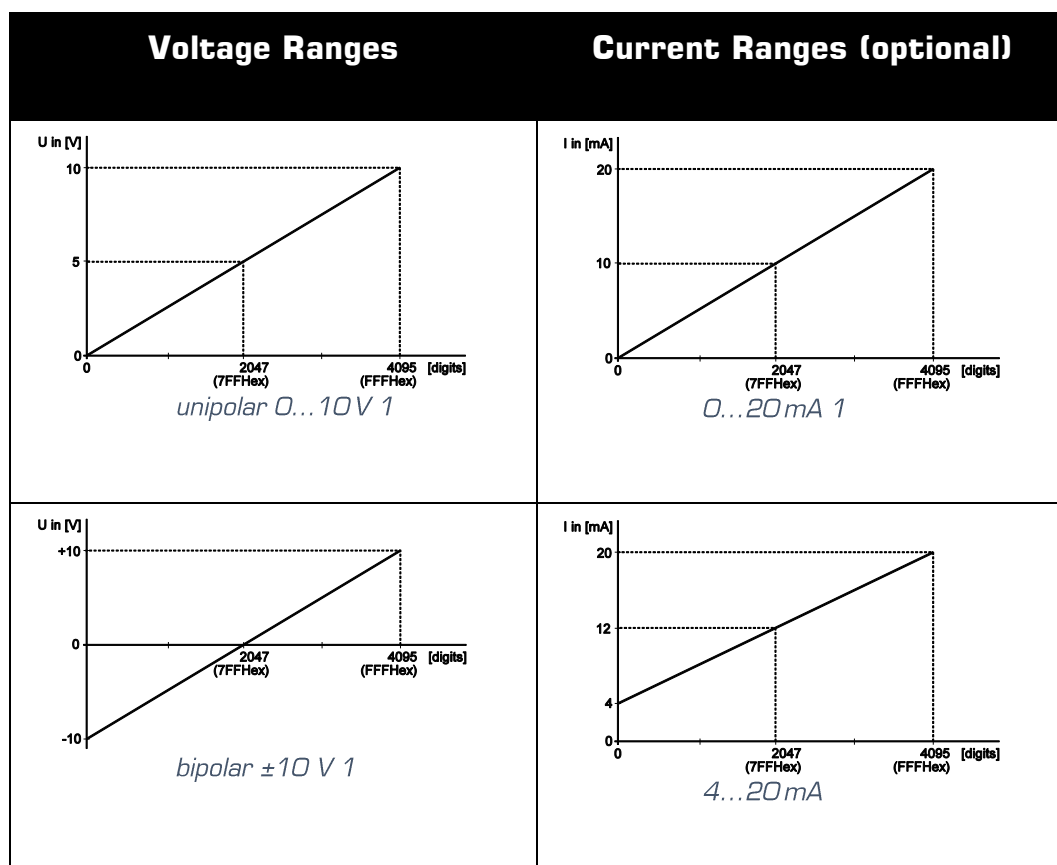 Voltage Ranges
Current Ranges (optional)
U in [V]
10
5
0
0
2047
4095 [digits]
(7FFHex)
(FFFHex)
unipolar 0...10 V 1
I in [mA]
20
10
0
0
2047
4095 [digits]
(7FFHex)
(FFFHex)
0...20 mA 1
U in [V]
+10
0
2047
4095 [digits]
(7FFHex)
(FFFHex)
-10
bipolar ±10 V 1
I in [mA]
20
12
4
0
0
2047
4095 [digits]
(7FFHex)
(FFFHex)
4...20 mA